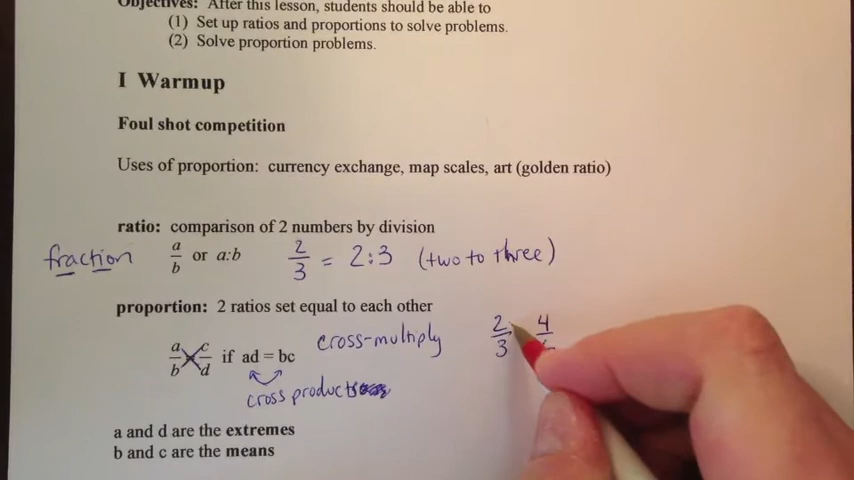 Objectives: After this lesson, students should be able to
(1) Set up ratios and proportions to solve problems.
(2) Solve proportion problems.
I Warmup
Foul shot competition
Uses of proportion: currency exchange, map scales, art (golden ratio)
ratio: comparison of 2 numbers by division
fraction a/b or a:b 2/3 = 2:3 (two to three)
proportion: 2 ratios set equal to each other
a/b = c/d if ad = bc cross-multiply 2/3 4/
cross products
a and d are the extremes
b and c are the means